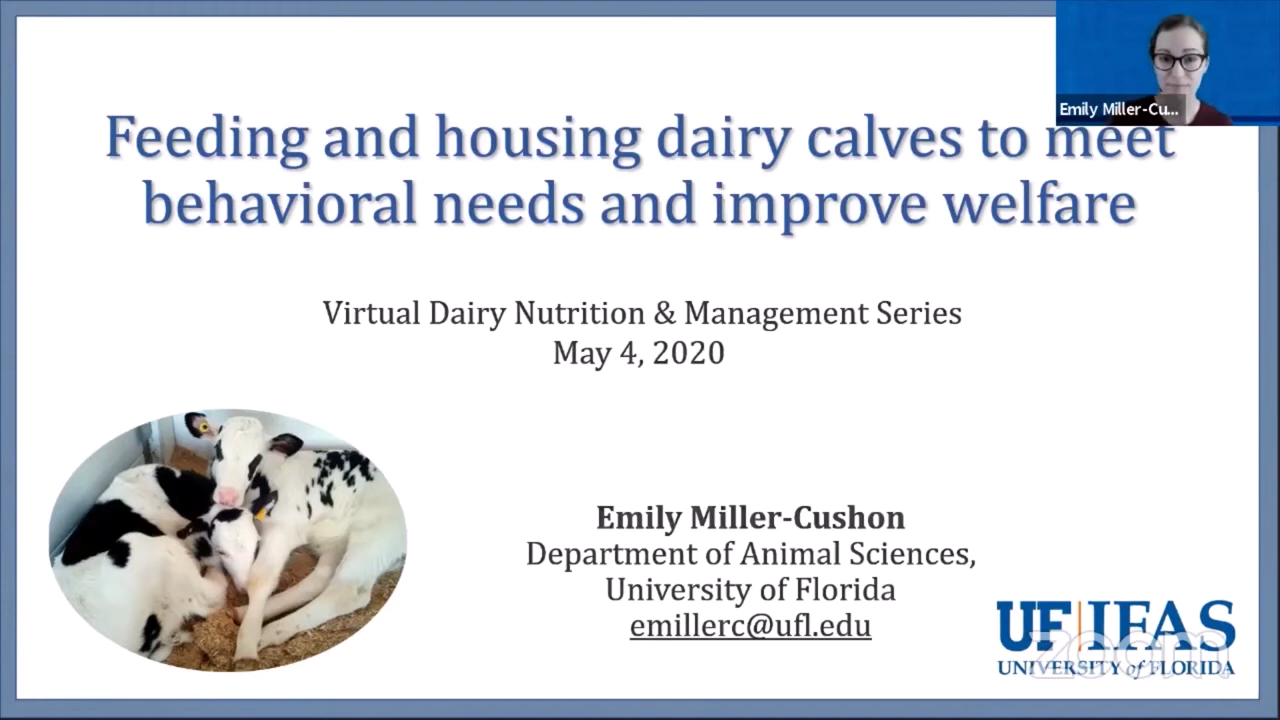 Emily Miller-Cu...
Feeding and housing dairy calves to meet
behavioral needs and improve welfare
Virtual Dairy Nutrition & Management Series
May 4, 2020
Emily Miller-Cushon
Department of Animal Sciences,
University of Florida
emillerc@ufl.edu
UF|IFAS
UNIVERSITY of FLORIDA
zoom